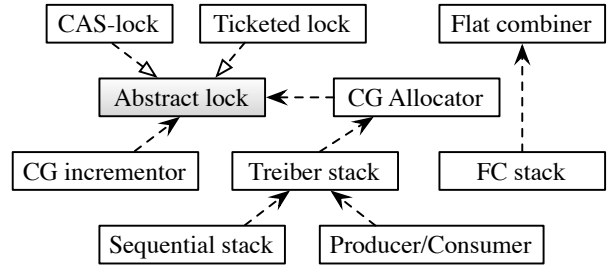 CAS-lock
Ticketed lock
Flat combiner
Abstract lock
CG Allocator
CG incrementor
Treiber stack
FC stack
Sequential stack
Producer/Consumer